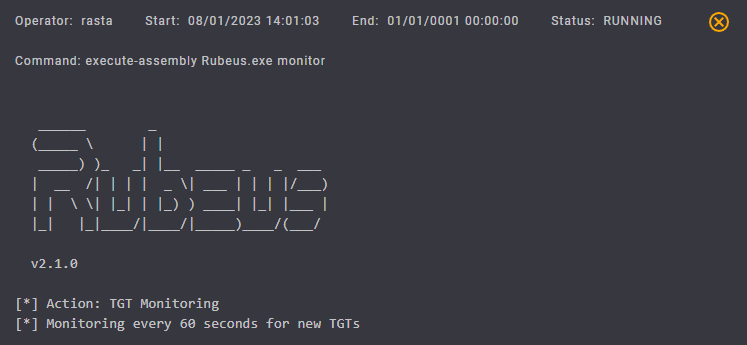 Operator: rasta Start: 08/01/2023 14:01:03 End: 01/01/0001 00:00:00 Status: RUNNING
Command: execute-assembly Rubeus.exe monitor
   ______        _
  (_____ \      | |
   _____) )_   _| |__  _____ _   _  ___
  |  __  /| | | |  _ \| ___ | | | |/___)
  | |  \ \| |_| | |_) ) ____| |_| |___ |
  |_|   |_|____/|____/|_____)____/(___/
  v2.1.0
[*] Action: TGT Monitoring
[*] Monitoring every 60 seconds for new TGTs